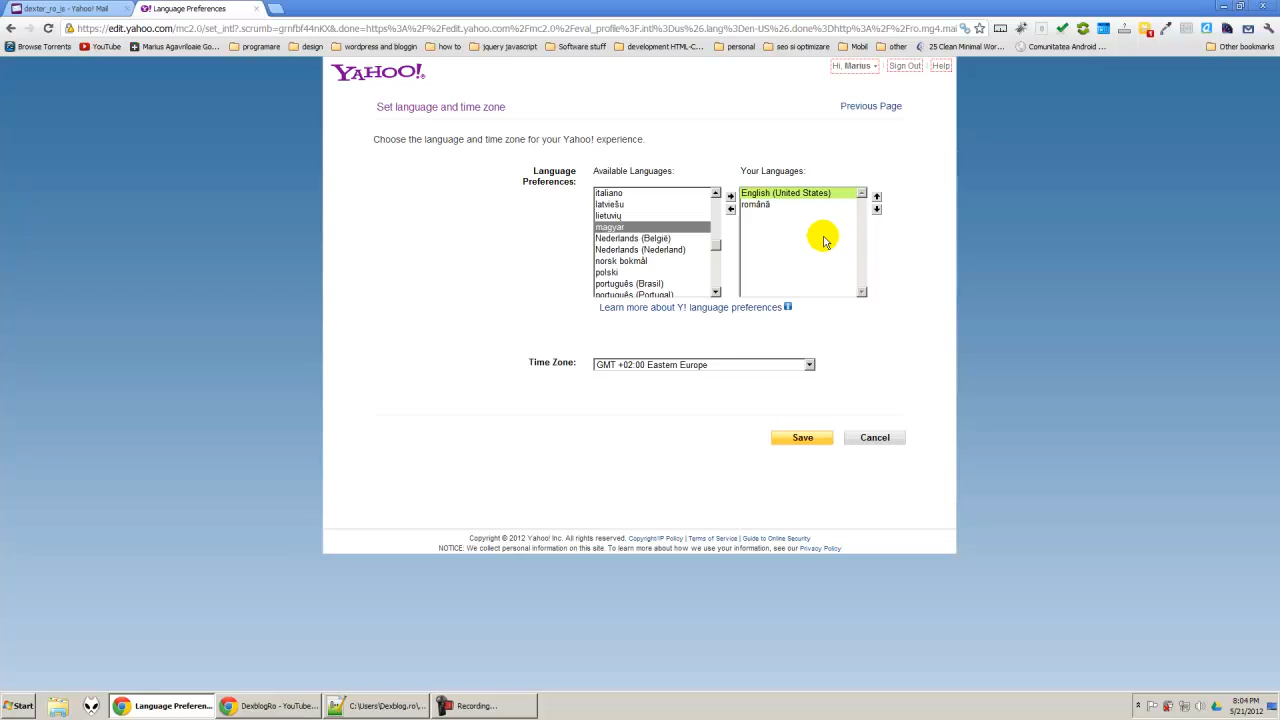 dexter_ro_is - Yahoo! Mail
Language Preferences
https://edit.yahoo.com/mc2.0/set_intl?.scrumb=grnfbf44nKX&.done=https%3A%2F%2Fedit.yahoo.com%2Fmc2.0%2Feval_profile%3F.intl%3Dus%26.lang%3Den-US%26.done%3Dhttp%3A%2F%2Fro.mg4.mai
Browse Torrents
YouTube
Marius Agavriloaie Go...
programare
design
wordpress and bloggin
how to
jquery javascript
Software stuff
development HTML-C...
personal
seo si optimizare
Mobil
other
25 Clean Minimal Wor...
Comunitatea Android ...
Other bookmarks
YAHOO!
Hi, Marius
Sign Out
Help
Set language and time zone
Previous Page
Choose the language and time zone for your Yahoo! experience.
Language
Preferences:
Available Languages:
Your Languages:
italiano
latviešu
lietuvių
magyar
Nederlands (België)
Nederlands (Nederland)
norsk bokmål
polski
português (Brasil)
português (Portugal)
English (United States)
română
Learn more about Y! language preferences
Time Zone:
GMT +02:00 Eastern Europe
Save
Cancel
Copyright © 2012 Yahoo! Inc. All rights reserved. Copyright/IP Policy | Terms of Service | Guide to Online Security
NOTICE: We collect personal information on this site. To learn more about how we use your information, see our Privacy Policy
Start
Language Preferen...
DexblogRo - YouTube...
C:\Users\Dexblog.ro\...
Recording...
8:04 PM
5/21/2012